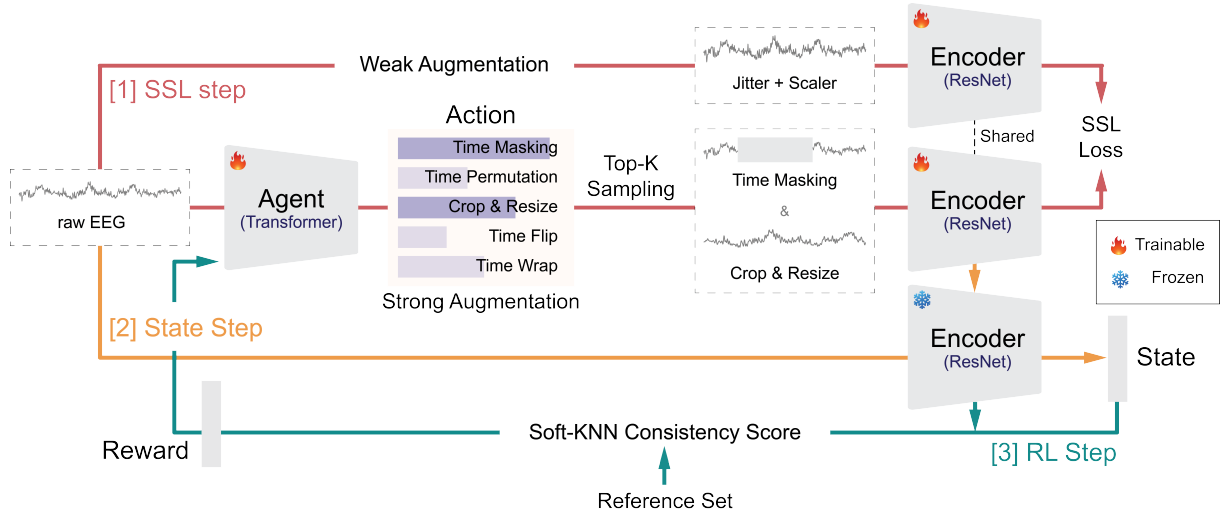 [1] SSL step
Weak Augmentation
Jitter + Scaler
Encoder
(ResNet)
Shared
SSL
Loss
raw EEG
Agent
(Transformer)
Action
Time Masking
Time Permutation
Crop & Resize
Time Flip
Time Wrap
Strong Augmentation
Top-K
Sampling
Time Masking
&
Crop & Resize
Encoder
(ResNet)
Trainable
Frozen
[2] State Step
Encoder
(ResNet)
State
Reward
Soft-KNN Consistency Score
[3] RL Step
Reference Set